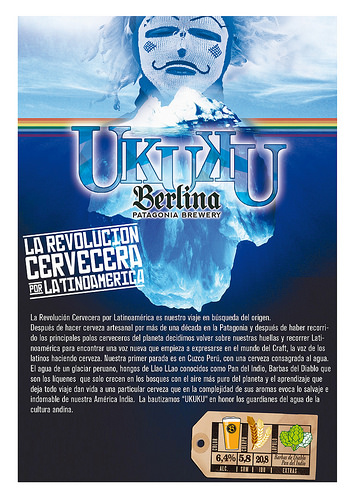 UKUKU
Berlina
PATAGONIA BREWERY
LA REVOLUCION
CERVECERA
POR LATINOAMERICA
La Revolución Cervecera por Latinoamérica es nuestro viaje en búsqueda del origen.
Después de hacer cerveza artesanal por más de una década en la Patagonia y después de haber recorri-
do los principales polos cerveceros del planeta decidimos volver sobre nuestras huellas y recorrer Lati-
noamérica para encontrar una voz nueva que empieza a expresarse en el mundo del Craft, la voz de los
latinos haciendo cerveza. Nuestra primer parada es en Cuzco Perú, con una cerveza consagrada al agua.
El agua de un glaciar peruano, hongos de Llao LLao conocidos como Pan del Indio, Barbas del Diablo que
son los líquenes que solo crecen en los bosques con el aire más puro del planeta y el aprendizaje que
deja todo viaje dan vida a una particular cerveza que en la complejidad de sus aromas evoca lo salvaje e
indomable de nuestra América India. La bautizamos "UKUKU" en honor los guardianes del agua de la
cultura andina.
6,4% 5,8 20,8 Barbas de Diablo
Pan del Indio
ALC. SRM IBU EXTRAS